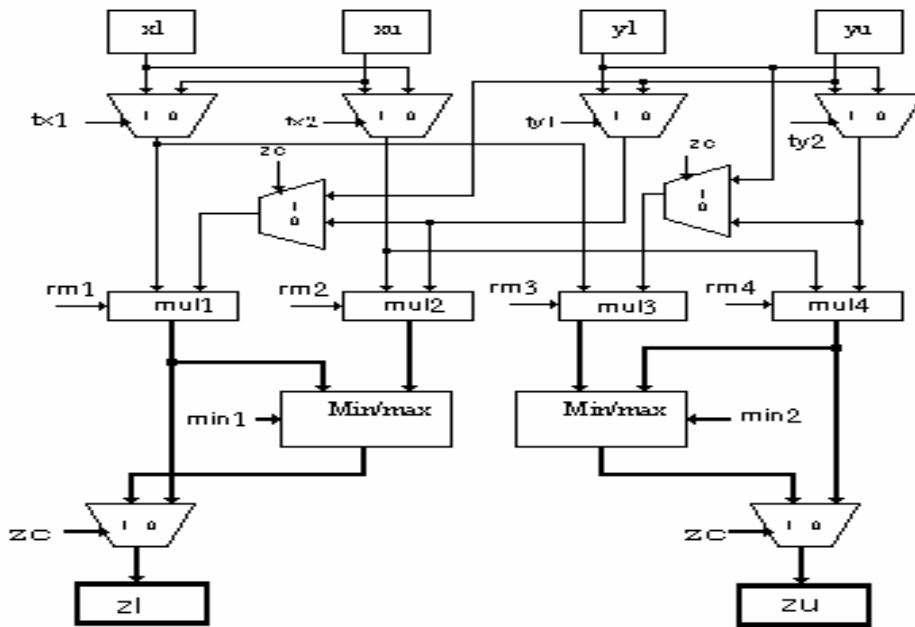 xl xu yl yu
1 0 1 0 1 0 1 0
tx1 tx2 ty1 ty2
zc zc
1 0 1 0
rm1 mul1 rm2 mul2 rm3 mul3 rm4 mul4
min1 Min/max Min/max min2
zc 1 0 zc 1 0
zl zu